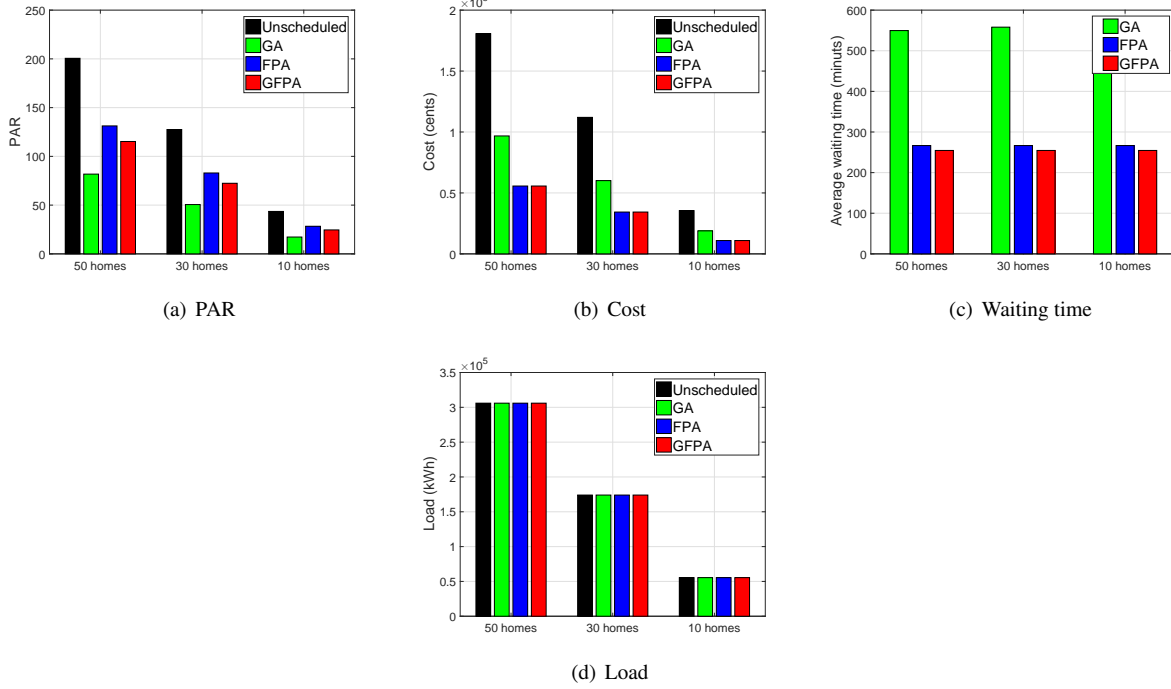 250
200
150
100
50
0
PAR
50 homes 30 homes 10 homes
Unscheduled
GA
FPA
GFPA
(a) PAR
2
1.5
1
0.5
0
Cost (cents)
50 homes 30 homes 10 homes
Unscheduled
GA
FPA
GFPA
(b) Cost
600
500
400
300
200
100
0
Average waiting time (minuts)
50 homes 30 homes 10 homes
GA
FPA
GFPA
(c) Waiting time
×10⁵
3.5
3
2.5
2
1.5
1
0.5
0
Load (kWh)
50 homes 30 homes 10 homes
Unscheduled
GA
FPA
GFPA
(d) Load